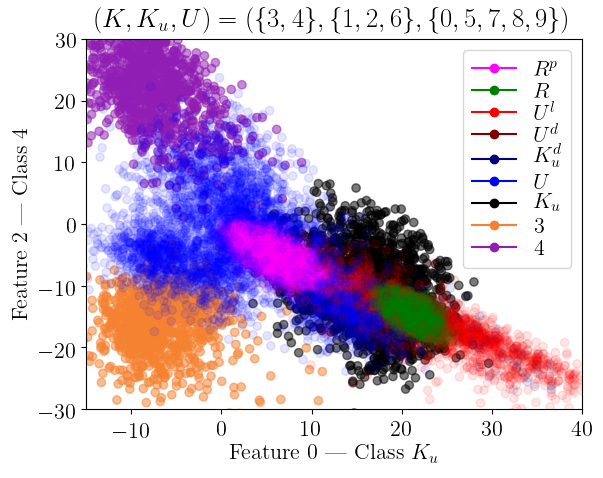 (K, K_u, U) = ({3, 4}, {1, 2, 6}, {0, 5, 7, 8, 9})
30
20
10
0
−10
−20
−30
Feature 2 — Class 4
R^p
R
U^l
U^d
K_u^d
U
K_u
3
4
−10
0
10
20
30
40
Feature 0 — Class K_u